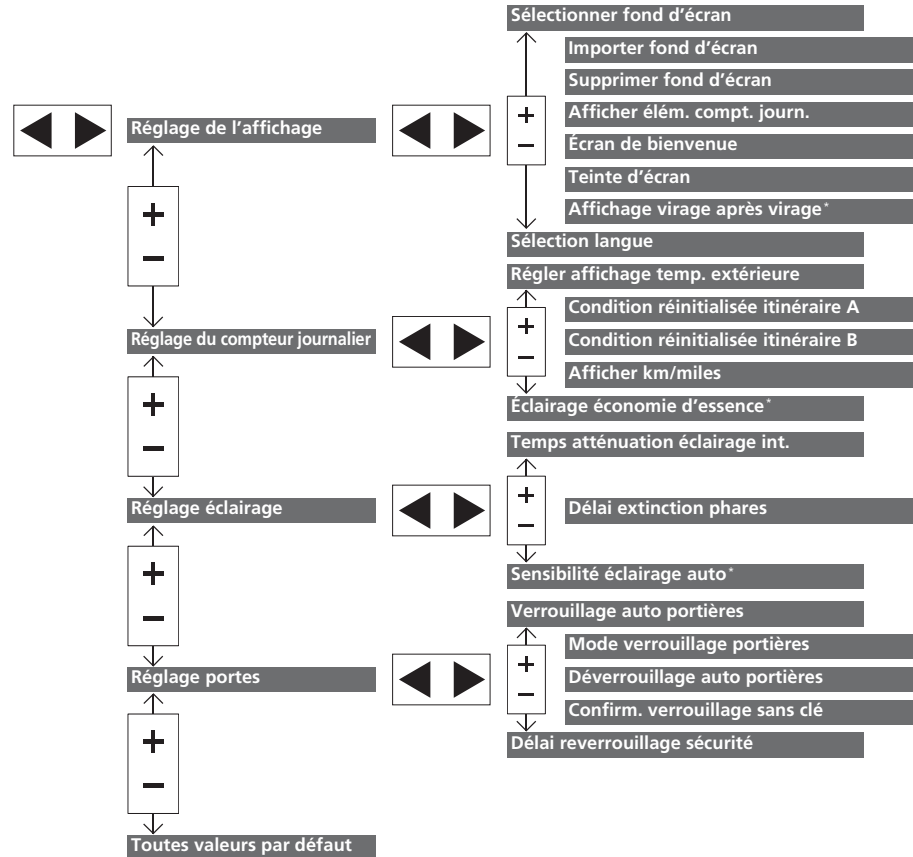 Réglage de l'affichage
Sélectionner fond d'écran
Importer fond d'écran
Supprimer fond d'écran
Afficher élém. compt. journ.
Écran de bienvenue
Teinte d'écran
Affichage virage après virage*
Sélection langue
Réglage du compteur journalier
Régler affichage temp. extérieure
Condition réinitialisée itinéraire A
Condition réinitialisée itinéraire B
Afficher km/miles
Éclairage économie d'essence*
Réglage éclairage
Temps atténuation éclairage int.
Délai extinction phares
Sensibilité éclairage auto*
Réglage portes
Verrouillage auto portières
Mode verrouillage portières
Déverrouillage auto portières
Confirm. verrouillage sans clé
Délai reverrouillage sécurité
Toutes valeurs par défaut